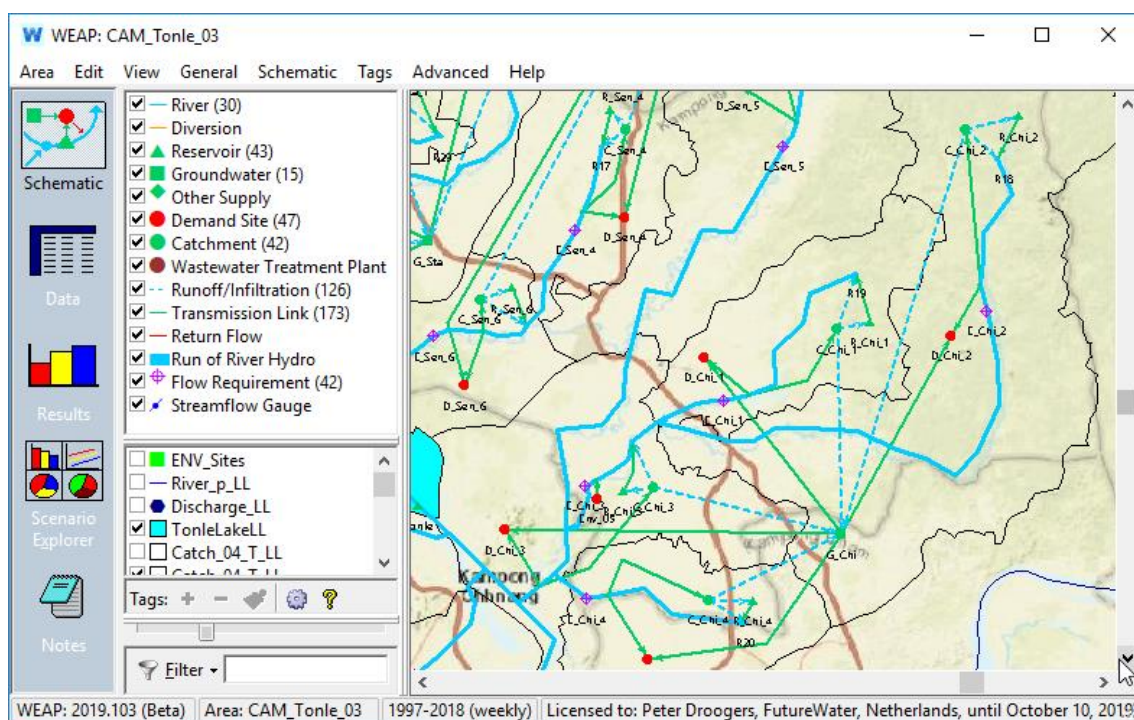 WEAP: CAM_Tonle_03
Area Edit View General Schematic Tags Advanced Help
Schematic
Data
Results
Scenario
Explorer
Notes
River (30)
Diversion
Reservoir (43)
Groundwater (15)
Other Supply
Demand Site (47)
Catchment (42)
Wastewater Treatment Plant
Runoff/Infiltration (126)
Transmission Link (173)
Return Flow
Run of River Hydro
Flow Requirement (42)
Streamflow Gauge
ENV_Sites
River_p_LL
Discharge_LL
TonleLakeLL
Catch_04_T_LL
Catch_04_T_LL
Tags:
Filter
R_Sen_4
D_Sen_5
Kampong
C_Sen_4
R17
E_Sen_5
C_Chi_2
R_Chi_2
R18
E_Sen_4
D_Sen_4
G_Sta
R19
C_Sen_6
R_Sen_6
E_Sen_6
D_Sen_6
C_Chi_1
R_Chi_1
E_Chi_2
D_Chi_2
D_Chi_1
E_Chi_1
C_Chi_3
Env_05
D_Chi_3
G_Chi
Kampong
Chhnang
E_Chi_4
C_Chi_4
R_Chi_4
R20
WEAP: 2019.103 (Beta) Area: CAM_Tonle_03 1997-2018 (weekly) Licensed to: Peter Droogers, FutureWater, Netherlands, until October 10, 2019